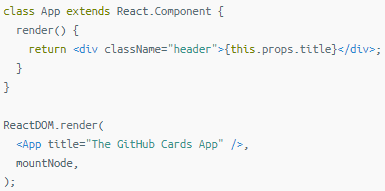 class App extends React.Component {
  render() {
    return <div className="header">{this.props.title}</div>;
  }
}

ReactDOM.render(
  <App title="The GitHub Cards App" />,
  mountNode,
);